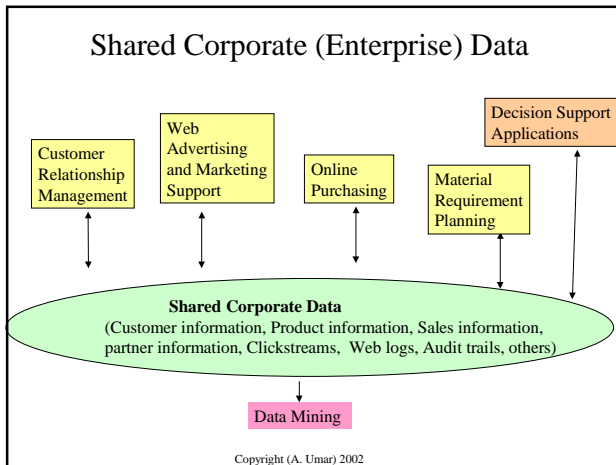 Shared Corporate (Enterprise) Data
Customer
Relationship
Management
Web
Advertising
and Marketing
Support
Online
Purchasing
Material
Requirement
Planning
Decision Support
Applications
Shared Corporate Data
(Customer information, Product information, Sales information,
partner information, Clickstreams, Web logs, Audit trails, others)
Data Mining
Copyright (A. Umar) 2002